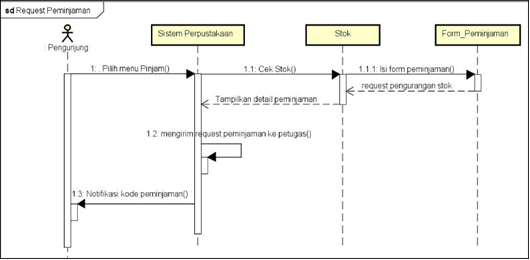 sd Request Peminjaman
: Pengunjung
Sistem Perpustakaan
Stok
Form_Peminjaman
1: . Pilih menu Pinjam()
1.1: Cek Stok()
1.1.1: Isi form peminjaman()
request pengurangan stok
Tampilkan detail peminjaman
1.2: mengirim request peminjaman ke petugas()
1.3: Notifikasi kode peminjaman()